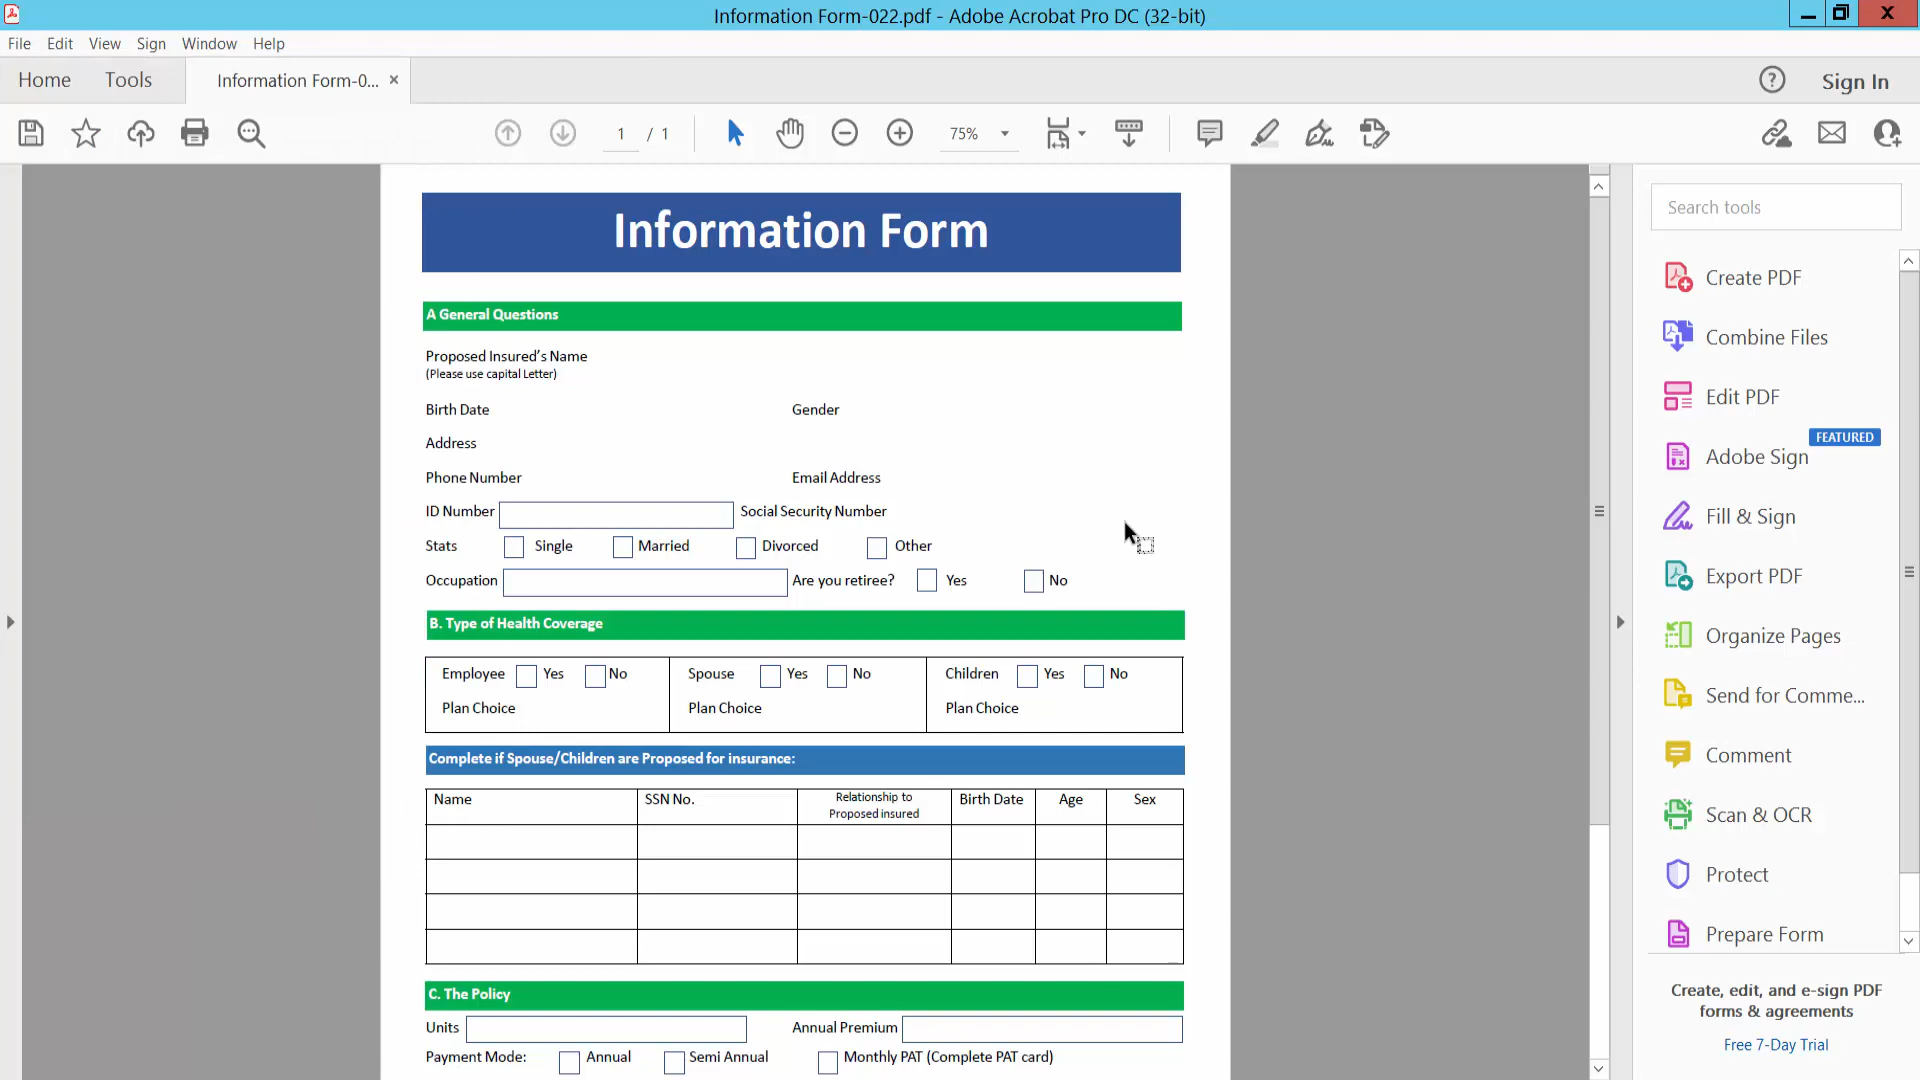 Information Form-022.pdf - Adobe Acrobat Pro DC (32-bit)
File Edit View Sign Window Help
Home Tools Information Form-0... × Sign In
1 / 1 75%
Information Form
A General Questions
Proposed Insured's Name
(Please use capital Letter)
Birth Date Gender
Address
Phone Number Email Address
ID Number Social Security Number
Stats Single Married Divorced Other
Occupation Are you retiree? Yes No
B. Type of Health Coverage
Employee Yes No Spouse Yes No Children Yes No
Plan Choice Plan Choice Plan Choice
Complete if Spouse/Children are Proposed for insurance:
Name SSN No. Relationship to Proposed insured Birth Date Age Sex
C. The Policy
Units Annual Premium
Payment Mode: Annual Semi Annual Monthly PAT (Complete PAT card)
Search tools
Create PDF
Combine Files
Edit PDF
FEATURED
Adobe Sign
Fill & Sign
Export PDF
Organize Pages
Send for Comme...
Comment
Scan & OCR
Protect
Prepare Form
Create, edit, and e-sign PDF
forms & agreements
Free 7-Day Trial